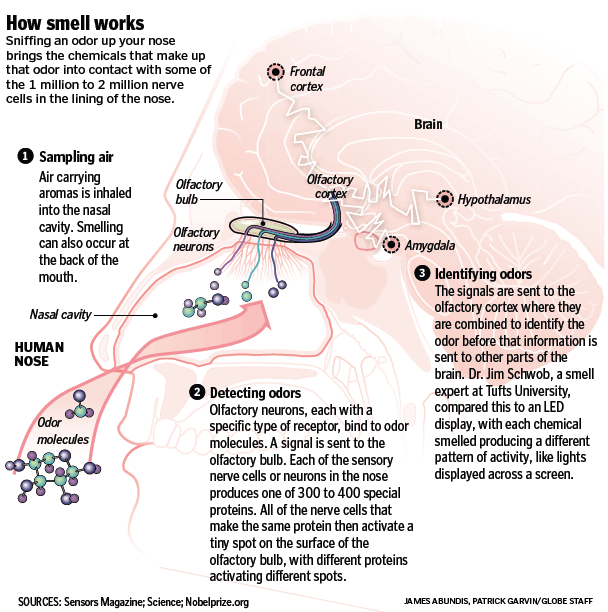 How smell works
Sniffing an odor up your nose
brings the chemicals that make up
that odor into contact with some of
the 1 million to 2 million nerve
cells in the lining of the nose.
Frontal
cortex
Brain
1 Sampling air
Air carrying
aromas is inhaled
into the nasal
cavity. Smelling
can also occur at
the back of the
mouth.
Olfactory
bulb
Olfactory
cortex
Hypothalamus
Olfactory
neurons
Amygdala
Nasal cavity
HUMAN
NOSE
Odor
molecules
2 Detecting odors
Olfactory neurons, each with a
specific type of receptor, bind to odor
molecules. A signal is sent to the
olfactory bulb. Each of the sensory
nerve cells or neurons in the nose
produces one of 300 to 400 special
proteins. All of the nerve cells that
make the same protein then activate a
tiny spot on the surface of the
olfactory bulb, with different proteins
activating different spots.
3 Identifying odors
The signals are sent to the
olfactory cortex where they
are combined to identify the
odor before that information is
sent to other parts of the
brain. Dr. Jim Schwob, a smell
expert at Tufts University,
compared this to an LED
display, with each chemical
smelled producing a different
pattern of activity, like lights
displayed across a screen.
SOURCES: Sensors Magazine; Science; Nobelprize.org
JAMES ABUNDIS, PATRICK GARVIN/GLOBE STAFF